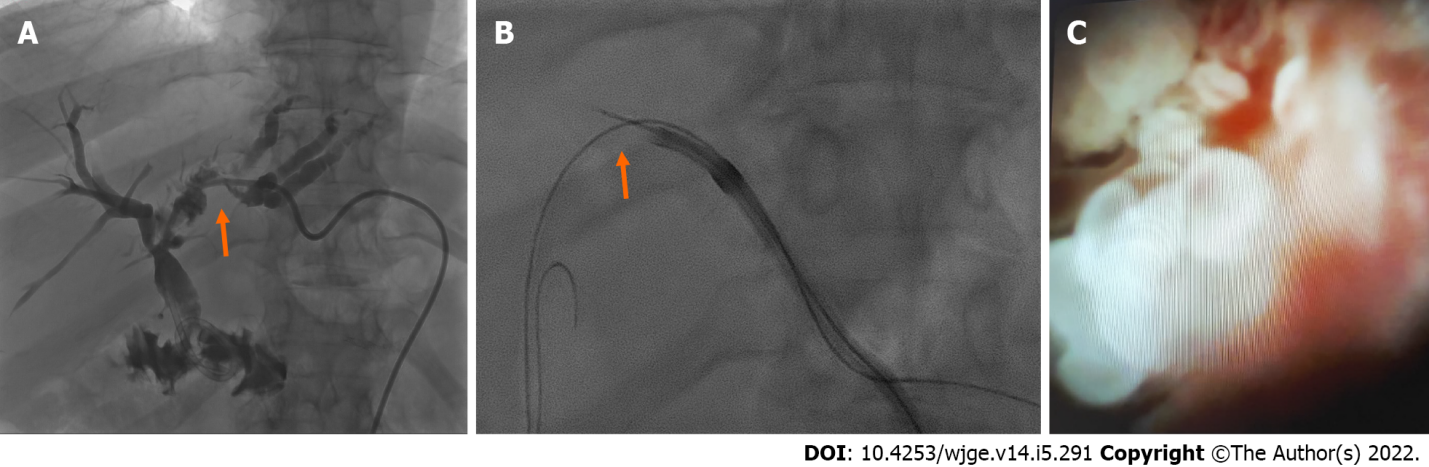 A
B
C
DOI: 10.4253/wjge.v14.i5.291 Copyright ©The Author(s) 2022.